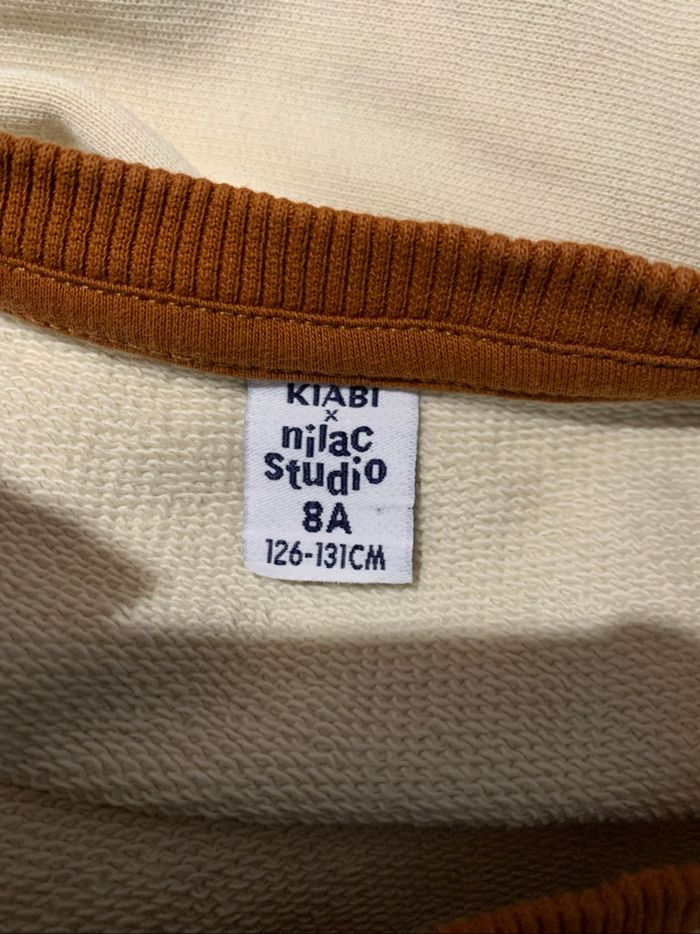 KIABI
×
nilac
studio
8A
126-131CM